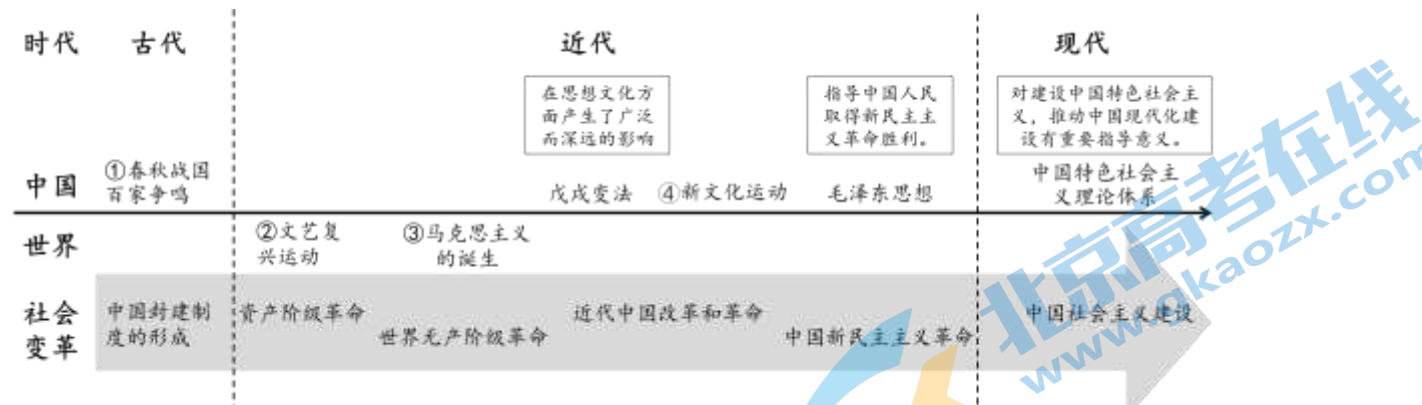 时代
古代
近代
现代
在思想文化方
面产生了广泛
而深远的影响
指导中国人民
取得新民主主
义革命胜利。
对建设中国特色社会主
义，推动中国现代化建
设有重要指导意义。
中国
①春秋战国
百家争鸣
戊戌变法
④新文化运动
毛泽东思想
中国特色社会主
义理论体系
世界
②文艺复
兴运动
③马克思主义
的诞生
社会
变革
中国封建制
度的形成
资产阶级革命
世界无产阶级革命
近代中国改革和革命
中国新民主主义革命
中国社会主义建设
北京高考在线
www.gkaozx.com